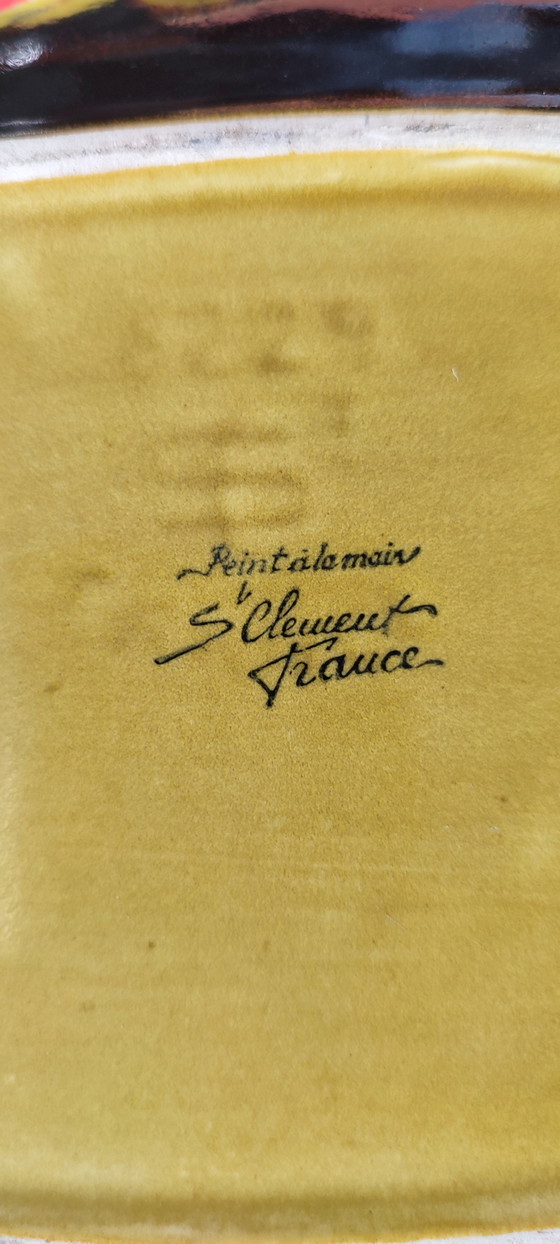 Peint à la main
St Clement
France